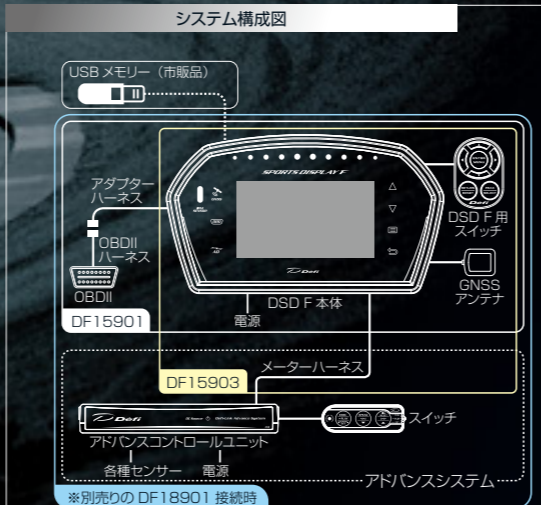 システム構成図
USB メモリー（市販品）
SPORTS DISPLAY F
アダプター
ハーネス
OBDII
ハーネス
OBDII
Defi
DSD F 用
スイッチ
GNSS
アンテナ
DSD F 本体
電源
DF15901
メーターハーネス
DF15903
Defi
スイッチ
アドバンスコントロールユニット
各種センサー
電源
アドバンスシステム
※別売りの DF18901 接続時